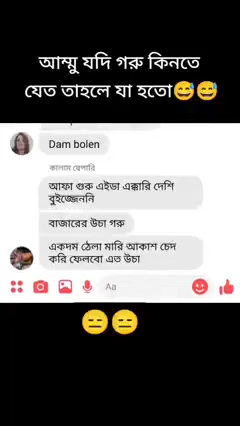 আম্মু যদি গরু কিনতে
যেত তাহলে যা হতো😅😅
Dam bolen
কালাম বেপারি
আফা গুরু এইডা এক্কারি দেশি
বুইজ্জেননি
বাজারের উচা গরু
একদম ঠেলা মারি আকাশ চেদ
করি ফেলবো এত উচা
Aa
😑😑